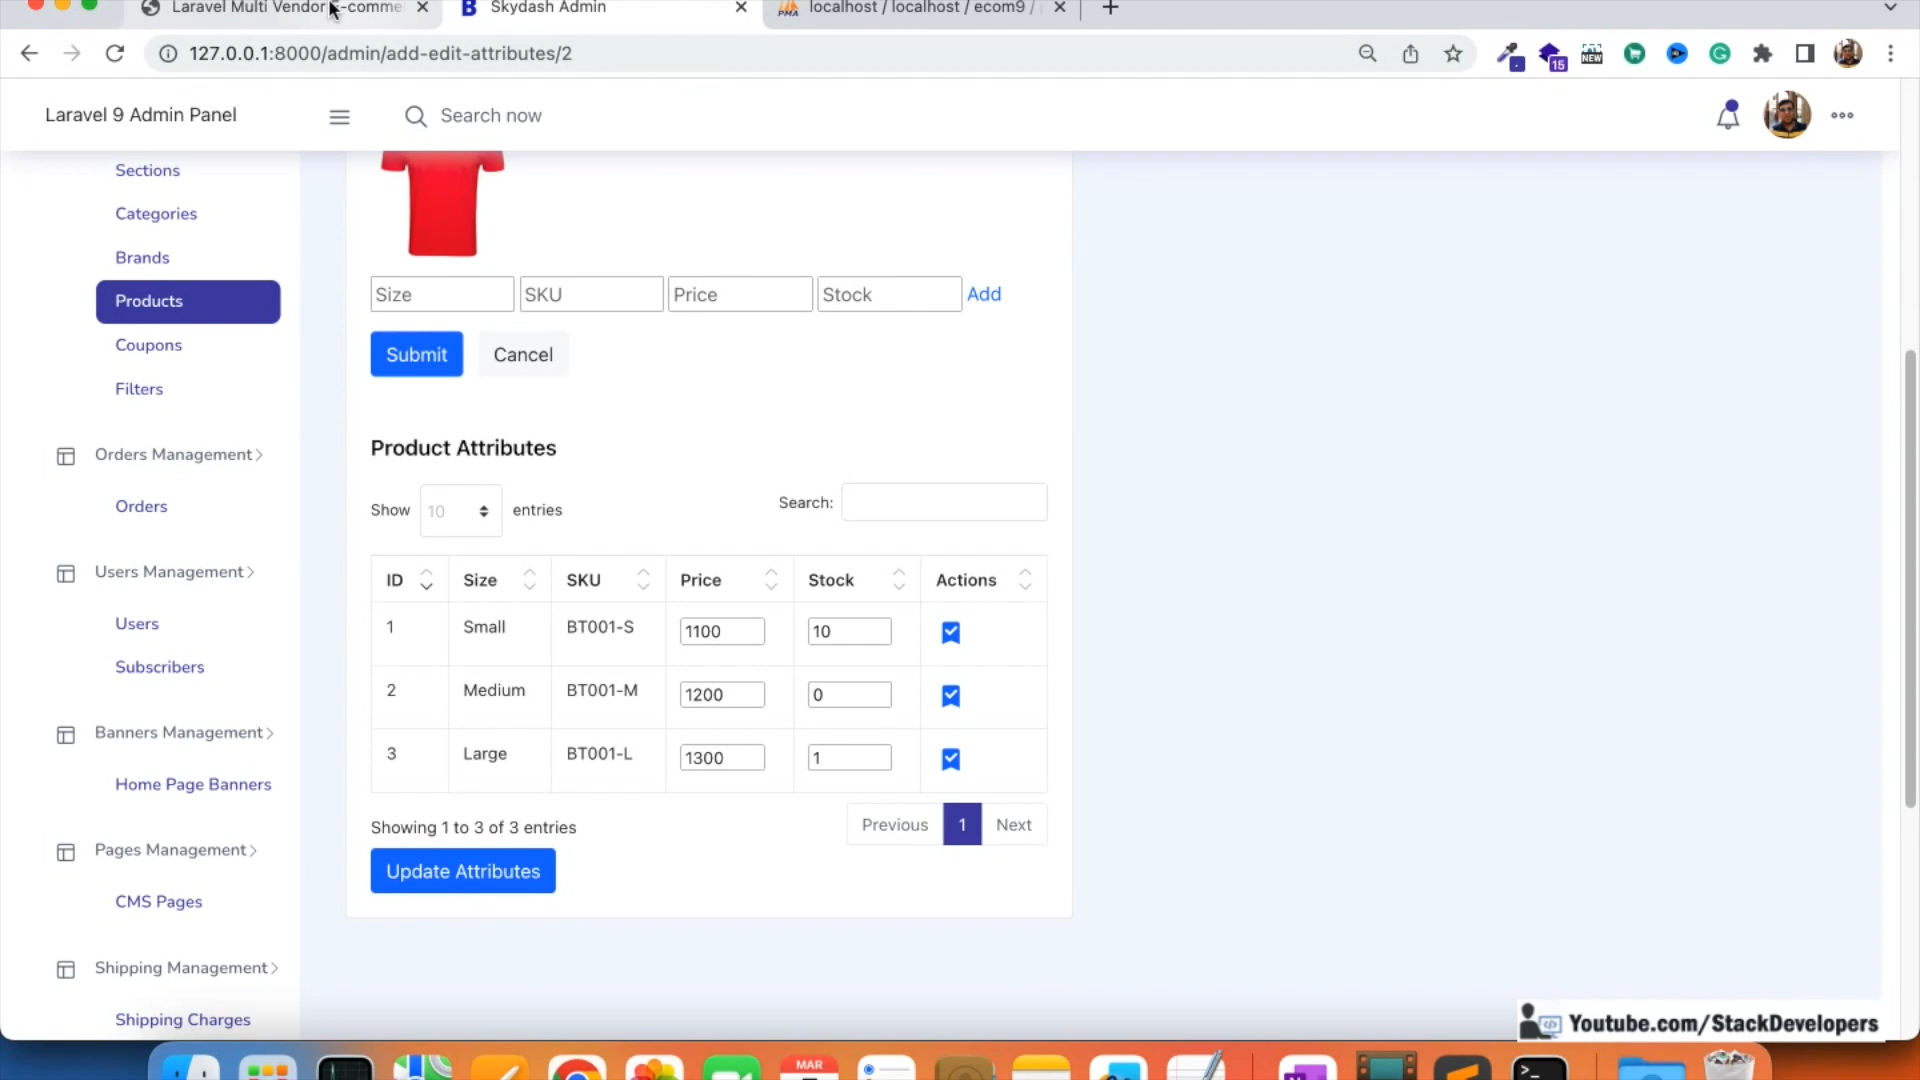 Laravel Multi Vendor E-comme
Skydash Admin
localhost / localhost / ecom9 /
127.0.0.1:8000/admin/add-edit-attributes/2
15
NEW
Laravel 9 Admin Panel
Search now
Sections
Categories
Brands
Products
Coupons
Filters
Orders Management
Orders
Users Management
Users
Subscribers
Banners Management
Home Page Banners
Pages Management
CMS Pages
Shipping Management
Shipping Charges
Size SKU Price Stock Add
Submit Cancel
Product Attributes
Show 10 entries
Search:
ID Size SKU Price Stock Actions
1 Small BT001-S 1100 10
2 Medium BT001-M 1200 0
3 Large BT001-L 1300 1
Showing 1 to 3 of 3 entries
Previous 1 Next
Update Attributes
Youtube.com/StackDevelopers
MAR